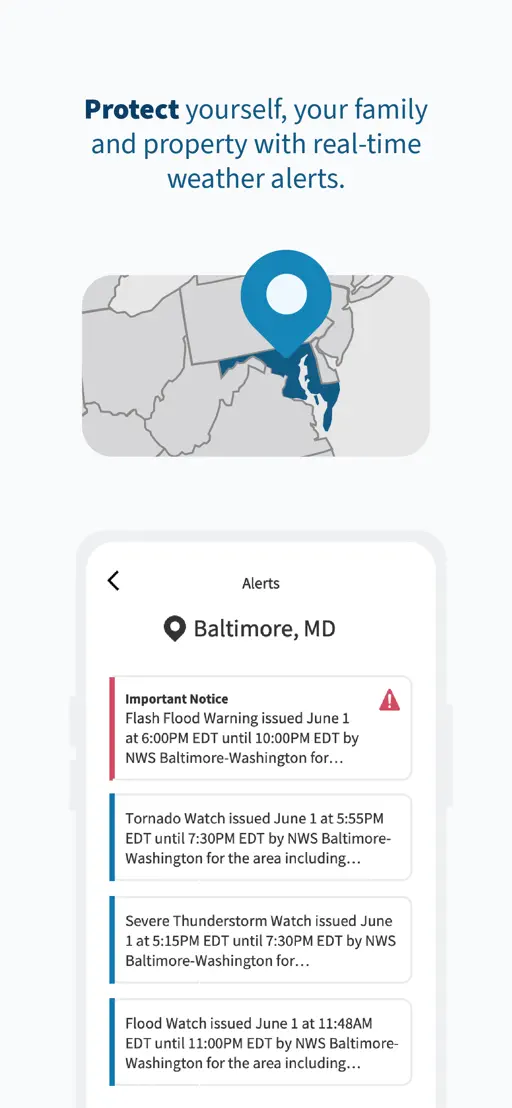 Protect yourself, your family
and property with real-time
weather alerts.
Alerts
Baltimore, MD
Important Notice
Flash Flood Warning issued June 1
at 6:00PM EDT until 10:00PM EDT by
NWS Baltimore-Washington for…
Tornado Watch issued June 1 at 5:55PM
EDT until 7:30PM EDT by NWS Baltimore-
Washington for the area including…
Severe Thunderstorm Watch issued June
1 at 5:15PM EDT until 7:30PM EDT by NWS
Baltimore-Washington for…
Flood Watch issued June 1 at 11:48AM
EDT until 11:00PM EDT by NWS Baltimore-
Washington for the area including…